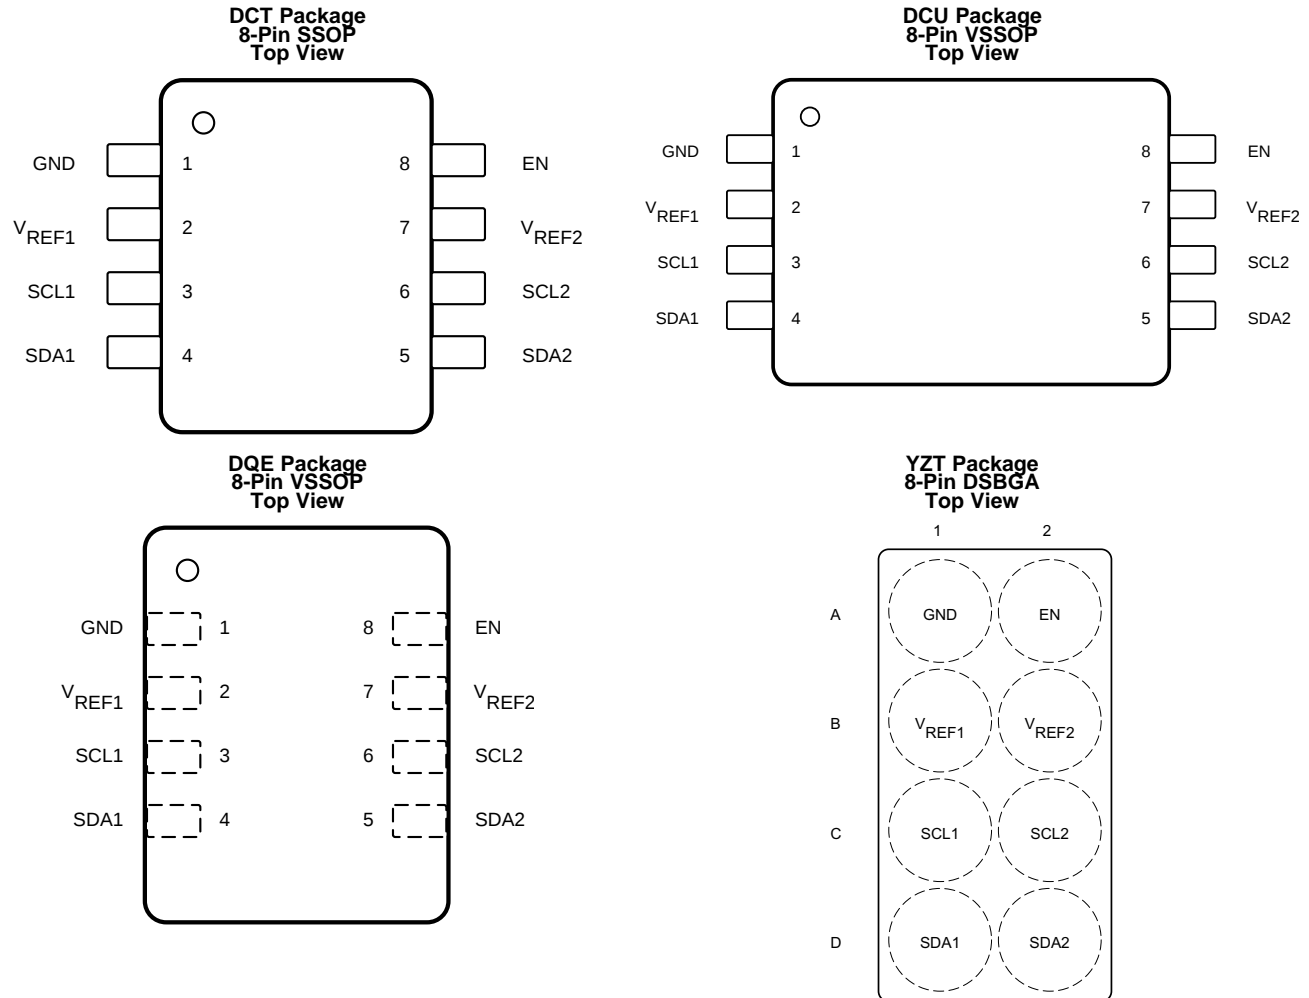 DCT Package
8-Pin SSOP
Top View
GND 1 8 EN
VREF1 2 7 VREF2
SCL1 3 6 SCL2
SDA1 4 5 SDA2
DCU Package
8-Pin VSSOP
Top View
GND 1 8 EN
VREF1 2 7 VREF2
SCL1 3 6 SCL2
SDA1 4 5 SDA2
DQE Package
8-Pin VSSOP
Top View
GND 1 8 EN
VREF1 2 7 VREF2
SCL1 3 6 SCL2
SDA1 4 5 SDA2
YZT Package
8-Pin DSBGA
Top View
1 2
A GND EN
B VREF1 VREF2
C SCL1 SCL2
D SDA1 SDA2